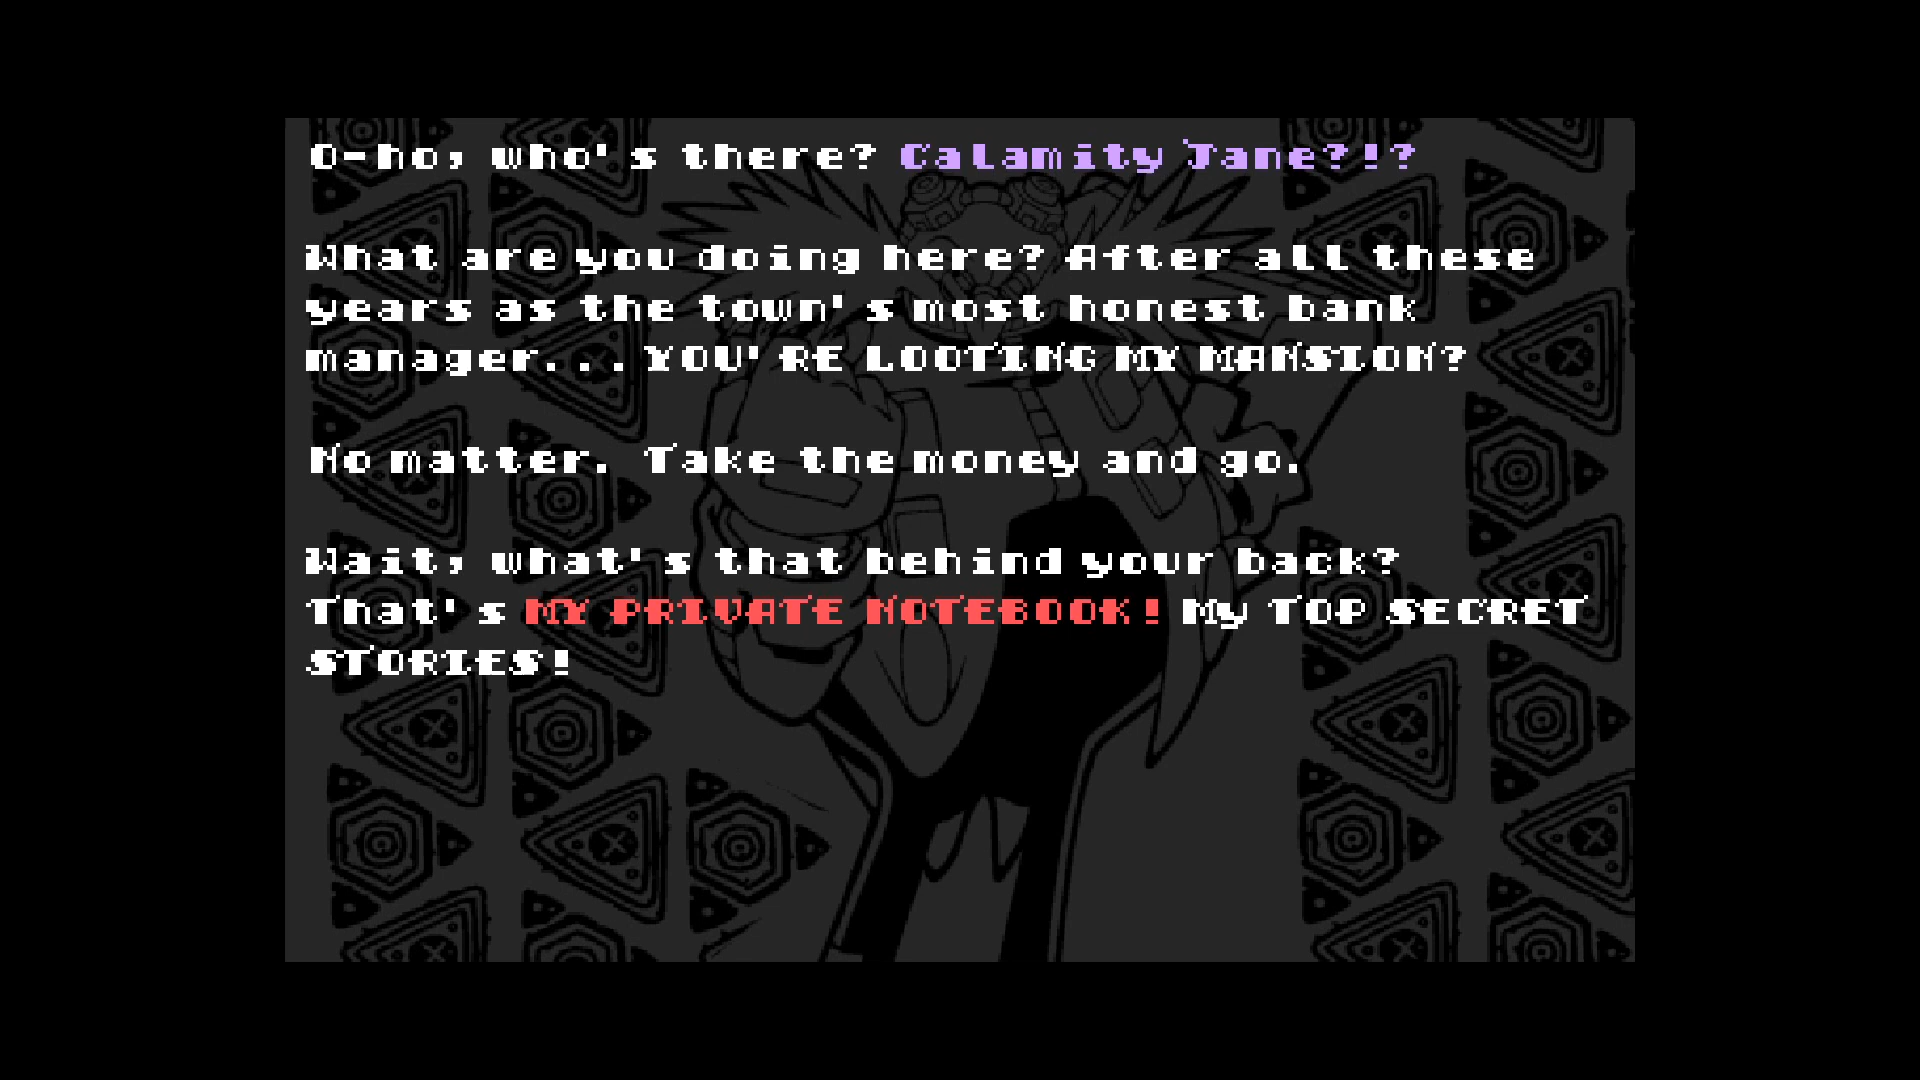 O-ho, who's there? Calamity Jane?!?
What are you doing here? After all these
years as the town's most honest bank
manager...YOU'RE LOOTING MY MANSION?
No matter. Take the money and go.
Wait, what's that behind your back?
That's MY PRIVATE NOTEBOOK! My TOP SECRET
STORIES!